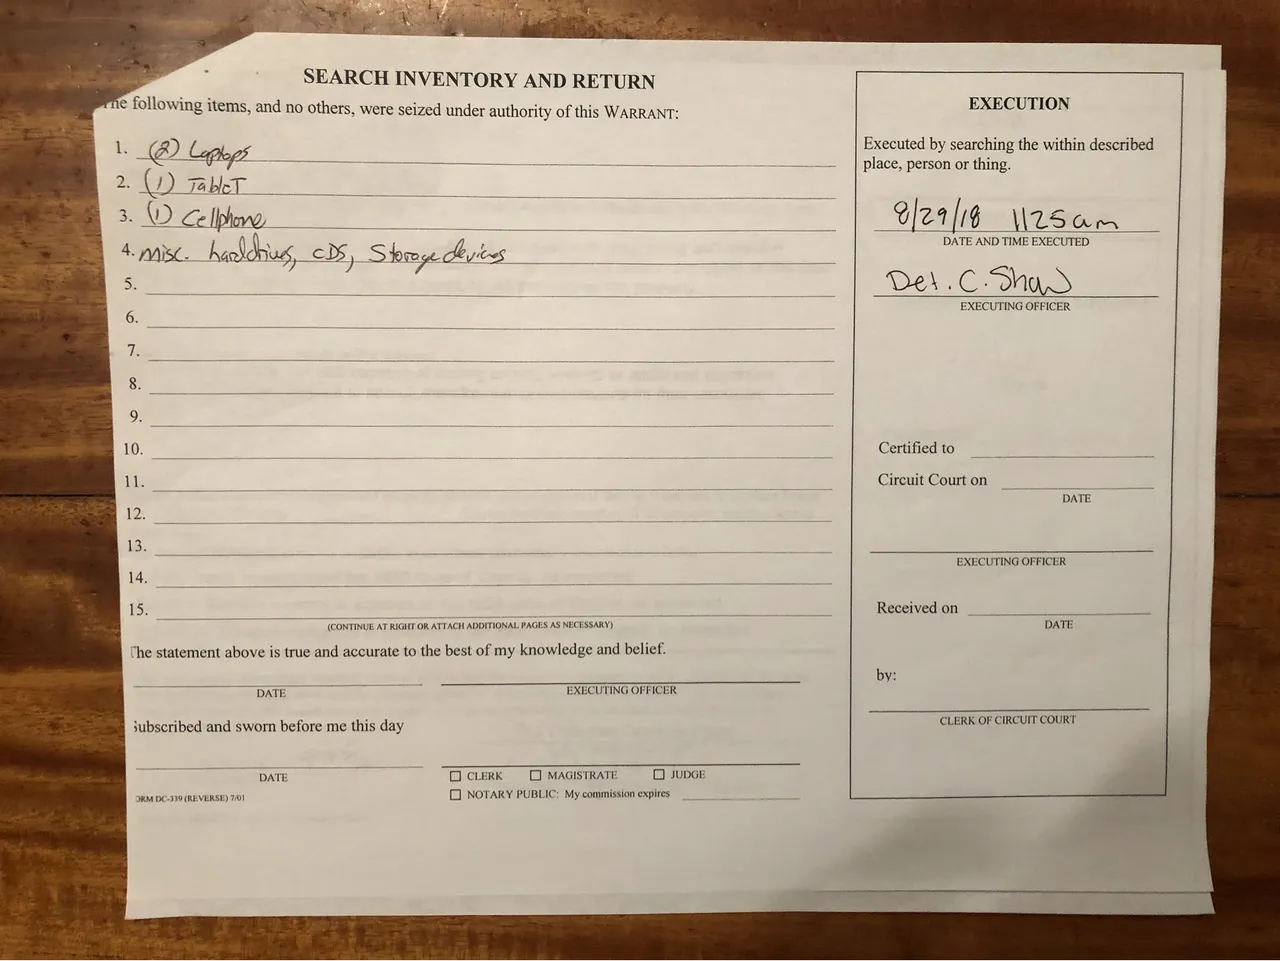 SEARCH INVENTORY AND RETURN
The following items, and no others, were seized under authority of this WARRANT:
1. (2) Laptops
2. (1) TableT
3. (1) Cellphone
4. misc. harddrives, CDS, Storage devices
5.
6.
7.
8.
9.
10.
11.
12.
13.
14.
15.
(CONTINUE AT RIGHT OR ATTACH ADDITIONAL PAGES AS NECESSARY)
The statement above is true and accurate to the best of my knowledge and belief.
DATE EXECUTING OFFICER
Subscribed and sworn before me this day
DATE
CLERK MAGISTRATE JUDGE
NOTARY PUBLIC: My commission expires
ORM DC-339 (REVERSE) 7/01
EXECUTION
Executed by searching the within described
place, person or thing.
8/29/18 1125am
DATE AND TIME EXECUTED
Det. C. Shaw
EXECUTING OFFICER
Certified to
Circuit Court on
DATE
EXECUTING OFFICER
Received on
DATE
by:
CLERK OF CIRCUIT COURT